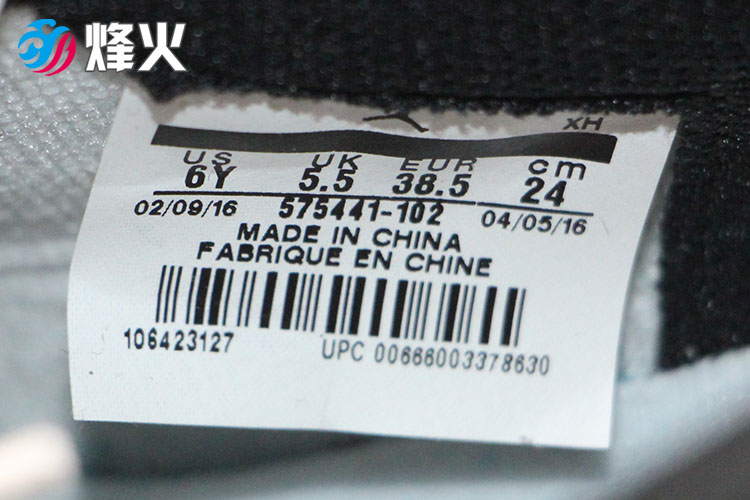 烽火
XH
US UK EUR cm
6Y 5.5 38.5 24
02/09/16 575441-102 04/05/16
MADE IN CHINA
FABRIQUE EN CHINE
106423127 UPC 00666003378630